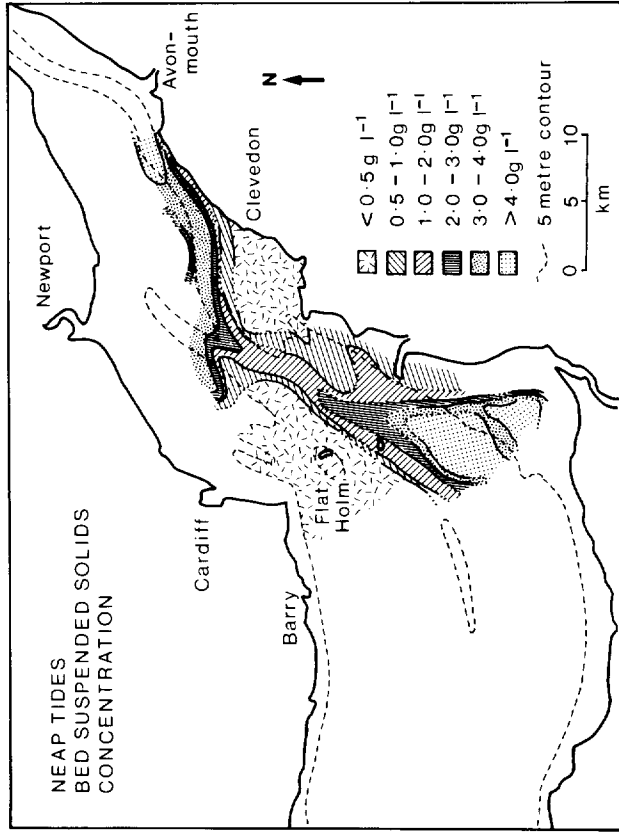 NEAP TIDES
BED SUSPENDED SOLIDS
CONCENTRATION
Newport
Avon-
mouth
Cardiff
Clevedon
Barry
Flat
Holm
N
<0·5g l⁻¹
0·5–1·0g l⁻¹
1·0–2·0g l⁻¹
2·0–3·0g l⁻¹
3·0–4·0g l⁻¹
>4·0g l⁻¹
5 metre contour
0 5 10
km